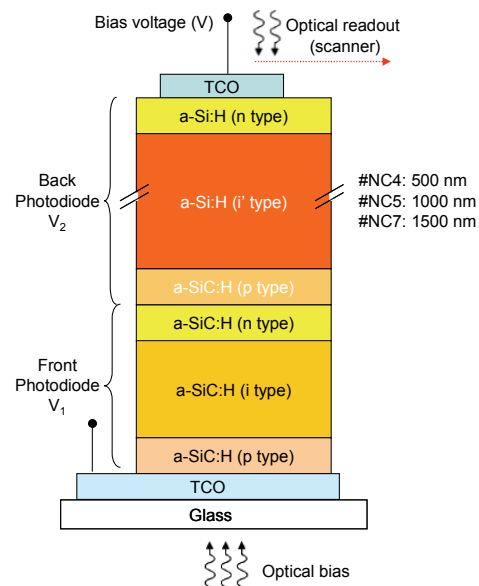 Bias voltage (V)
Optical readout
(scanner)
TCO
a-Si:H (n type)
Back
Photodiode
V2
a-Si:H (i' type)
#NC4: 500 nm
#NC5: 1000 nm
#NC7: 1500 nm
a-SiC:H (p type)
a-SiC:H (n type)
Front
Photodiode
V1
a-SiC:H (i type)
a-SiC:H (p type)
TCO
Glass
Optical bias